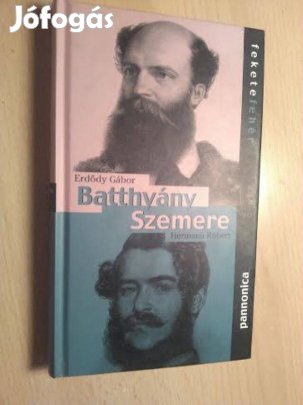 Jófogás
feketefehér
Erdődy Gábor
Batthyány
Szemere
Hermann Róbert
pannonica